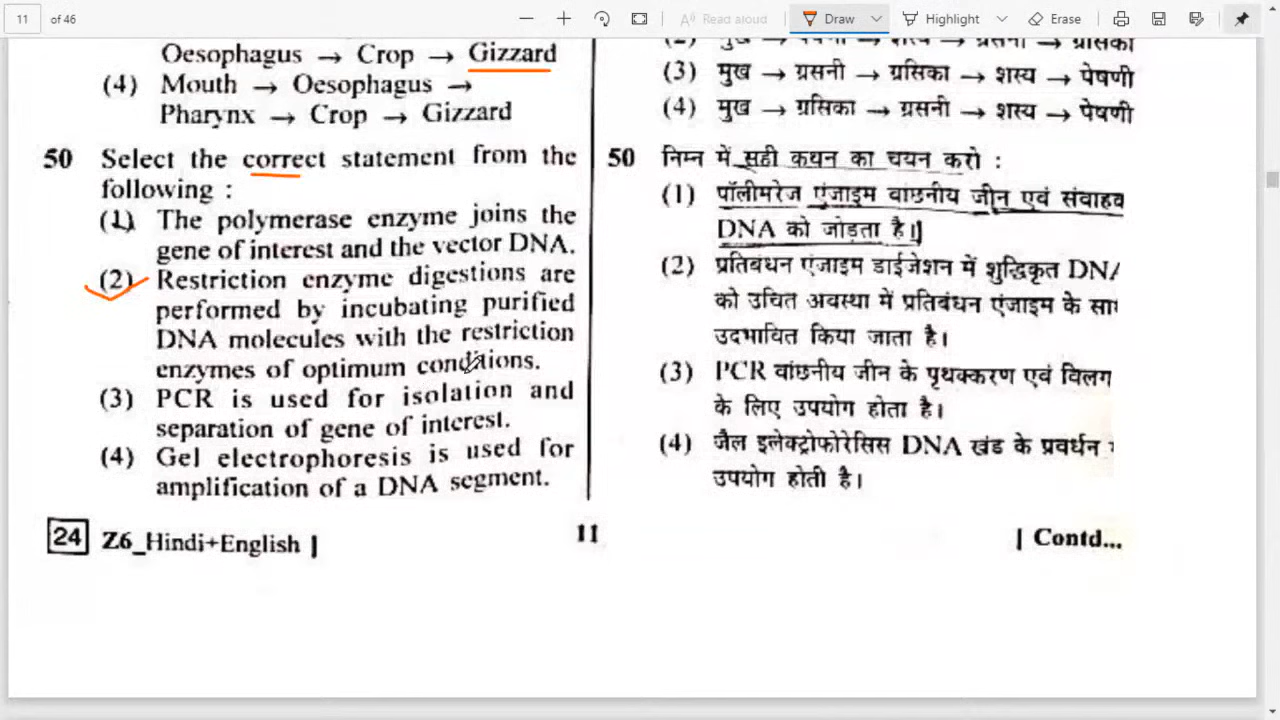 11 of 46
Read aloud
Draw
Highlight
Erase
Oesophagus → Crop → Gizzard
(4) Mouth → Oesophagus →
Pharynx → Crop → Gizzard
50 Select the correct statement from the
following :
(1) The polymerase enzyme joins the
gene of interest and the vector DNA.
(2) Restriction enzyme digestions are
performed by incubating purified
DNA molecules with the restriction
enzymes of optimum conditions.
(3) PCR is used for isolation and
separation of gene of interest.
(4) Gel electrophoresis is used for
amplification of a DNA segment.
(3) मुख → ग्रसनी → ग्रसिका → शस्य → पेषणी
(4) मुख → ग्रसिका → ग्रसनी → शस्य → पेषणी
50 निम्न में सही कथन का चयन करो :
(1) पॉलीमरेज एंजाइम वांछनीय जीन एवं संवाहक
DNA को जोड़ता है।
(2) प्रतिबंधन एंजाइम डाईजेशन में शुद्धिकृत DNA
को उचित अवस्था में प्रतिबंधन एंजाइम के
उदभावित किया जाता है।
(3) PCR वांछनीय जीन के पृथक्करण एवं विलग
के लिए उपयोग होता है।
(4) जैल इलेक्ट्रोफोरेसिस DNA खंड के प्रवर्धन
उपयोग होती है।
24 Z6_Hindi+English ]
11
[ Contd...